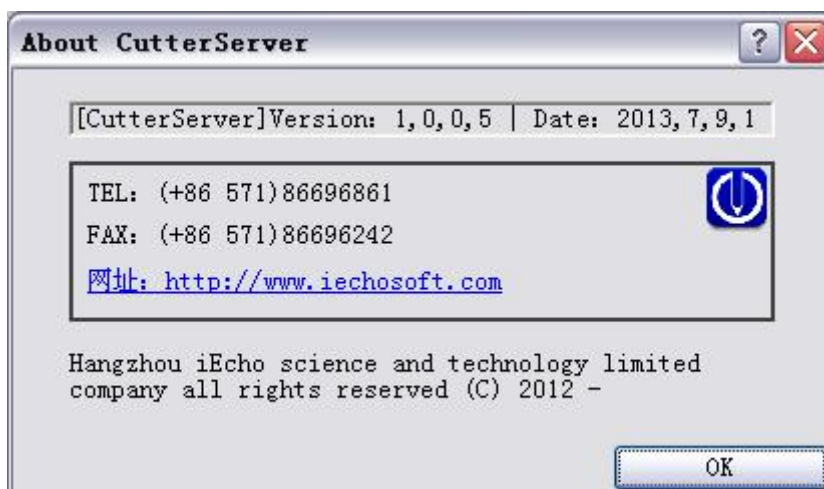 About CutterServer
[CutterServer]Version: 1,0,0,5 | Date: 2013,7,9,1
TEL: (+86 571)86696861
FAX: (+86 571)86696242
网址: http://www.iechosoft.com
Hangzhou iEcho science and technology limited
company all rights reserved (C) 2012 -
OK